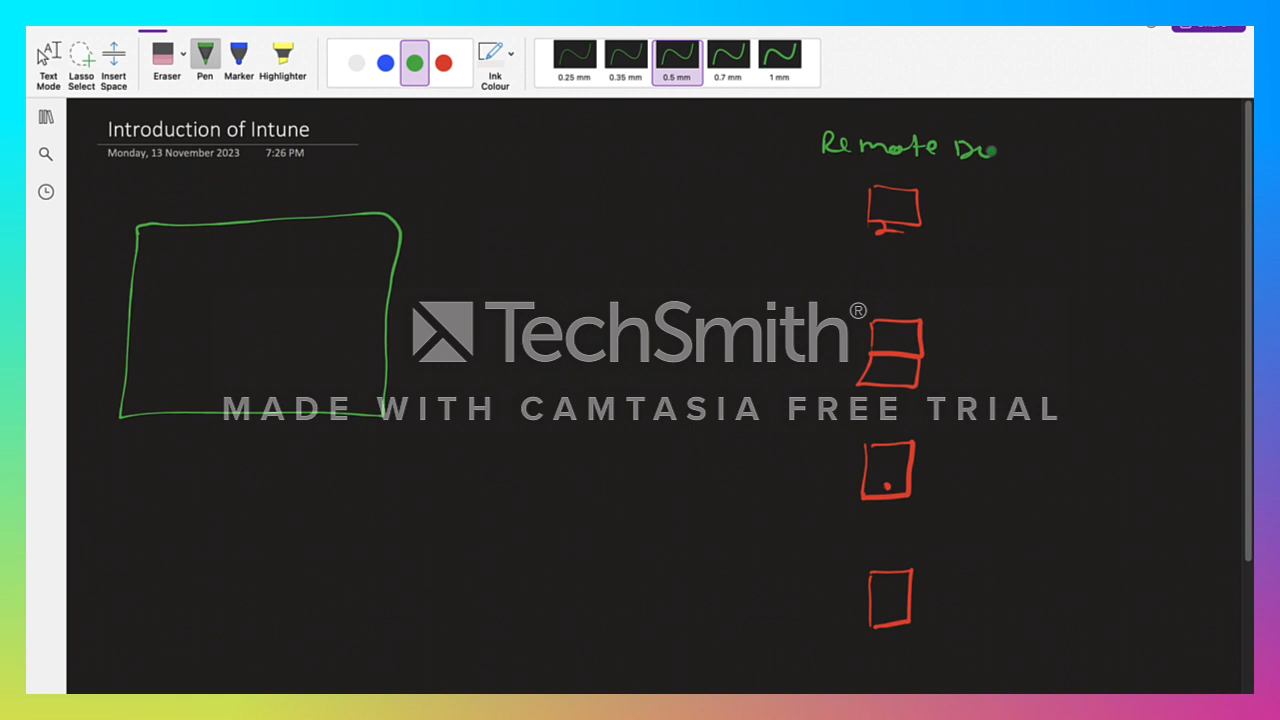 Text Mode
Lasso Select
Insert Space
Eraser
Pen
Marker
Highlighter
Ink Colour
0.25 mm
0.35 mm
0.5 mm
0.7 mm
1 mm
Introduction of Intune
Monday, 13 November 2023 7:26 PM
Remote
TechSmith®
MADE WITH CAMTASIA FREE TRIAL